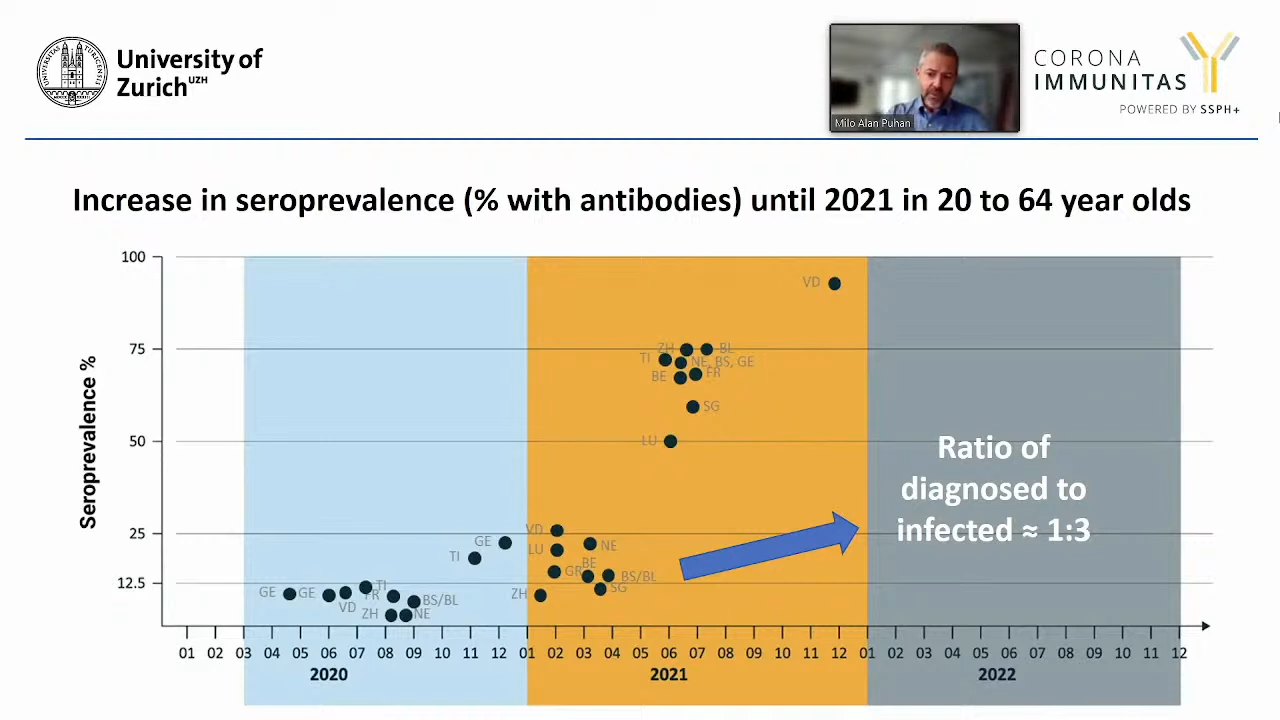 University of
Zurich UZH
Milo Alan Puhan
CORONA
IMMUNITAS
POWERED BY SSPH+
Increase in seroprevalence (% with antibodies) until 2021 in 20 to 64 year olds
Seroprevalence %
100
75
50
25
12.5
VD
ZH
BL
TI
NE, BS, GE
BE
FR
SG
LU
VD
GE
NE
LU
TI
BE
GR
BS/BL
SG
GE
GE
TI
FR
ZH
VD
BS/BL
ZH
NE
Ratio of
diagnosed to
infected ≈ 1:3
01 02 03 04 05 06 07 08 09 10 11 12 01 02 03 04 05 06 07 08 09 10 11 12 01 02 03 04 05 06 07 08 09 10 11 12
2020 2021 2022